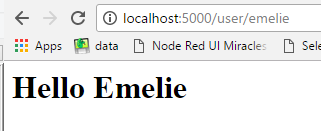 localhost:5000/user/emelie
Apps data Node Red UI Miracles Sele
Hello Emelie